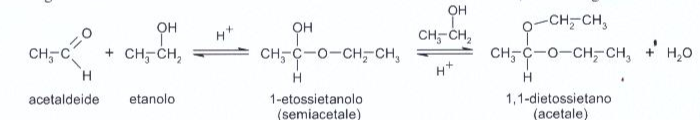 CH₃-C O H + CH₃-CH₂ OH H⁺ CH₃-C-O-CH₂-CH₃ OH H CH₃-CH₂ OH H⁺ CH₃-C-O-CH₂-CH₃ O-CH₂-CH₃ H + H₂O
acetaldeide etanolo 1-etossietanolo 1,1-dietossietano
(semiacetale) (acetale)